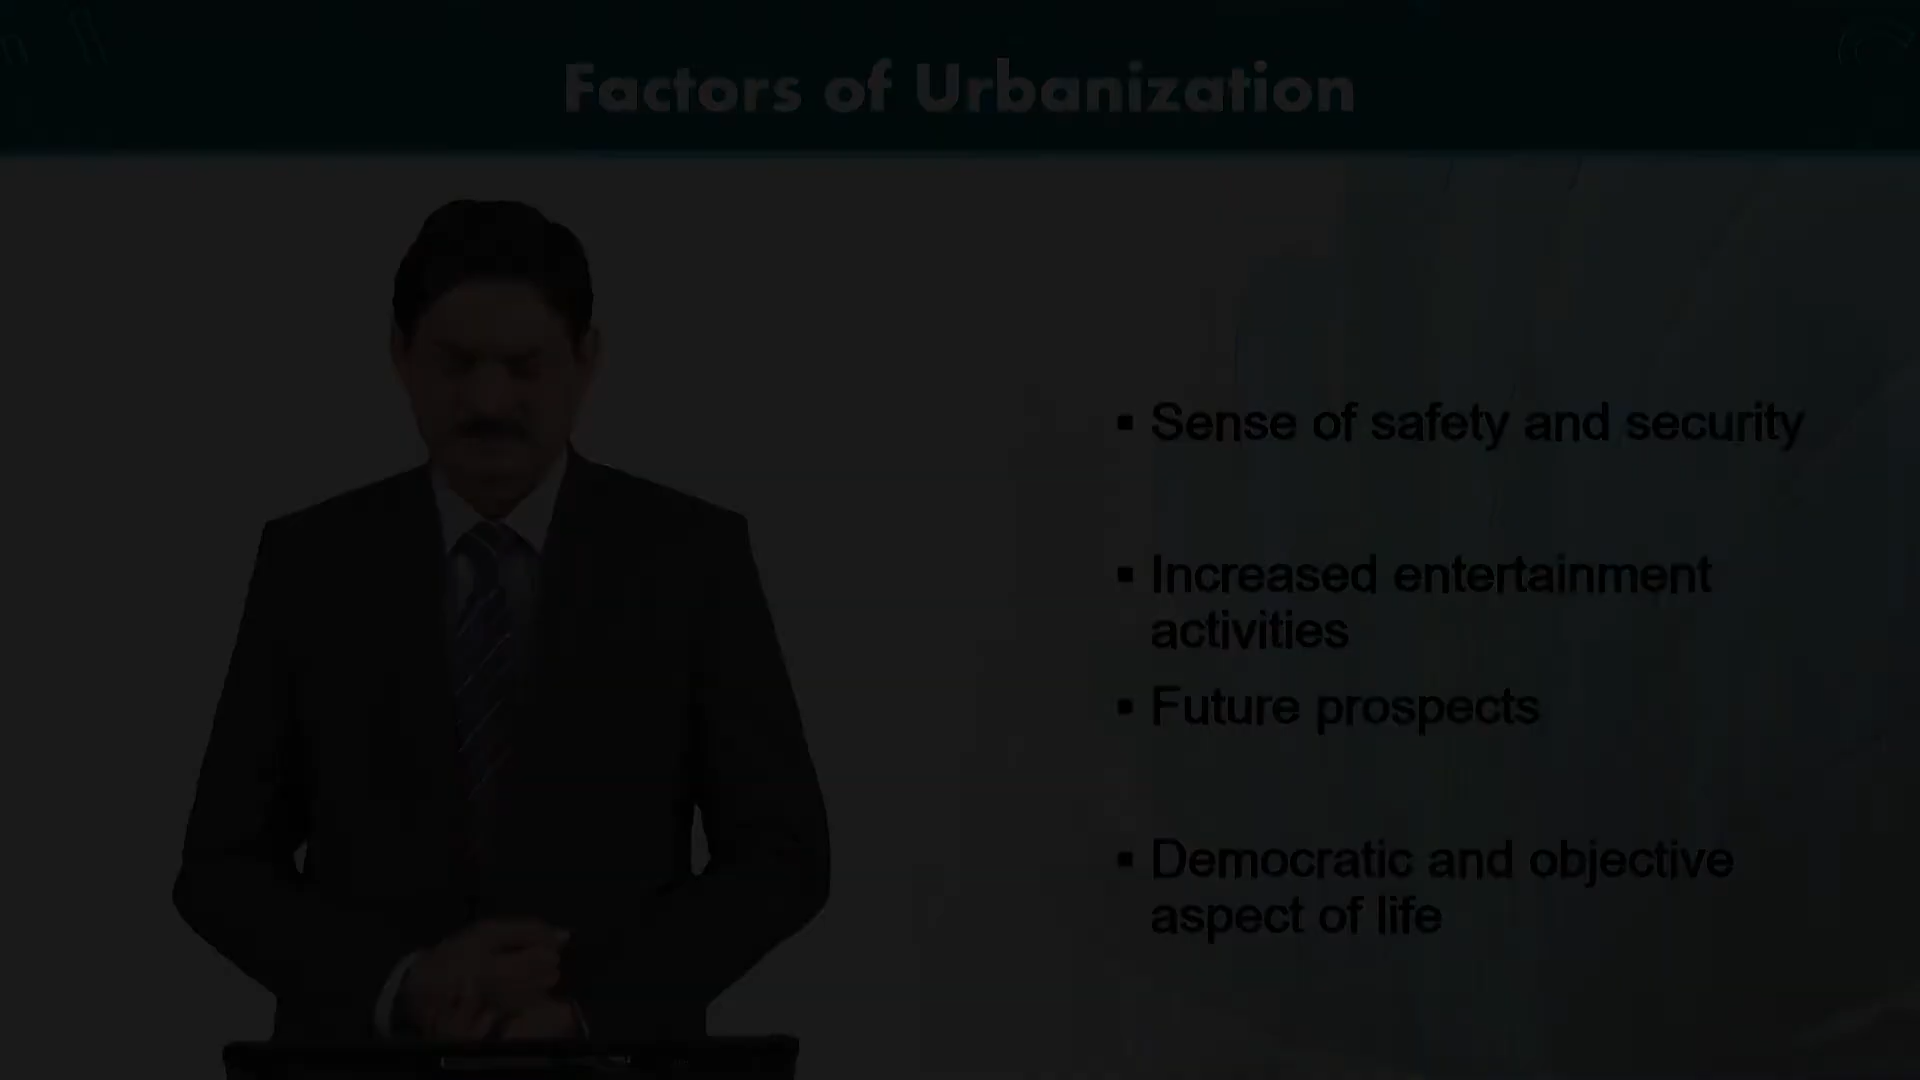 Factors of Urbanization
▪ Sense of safety and security
▪ Increased entertainment
activities
▪ Future prospects
▪ Democratic and objective
aspect of life